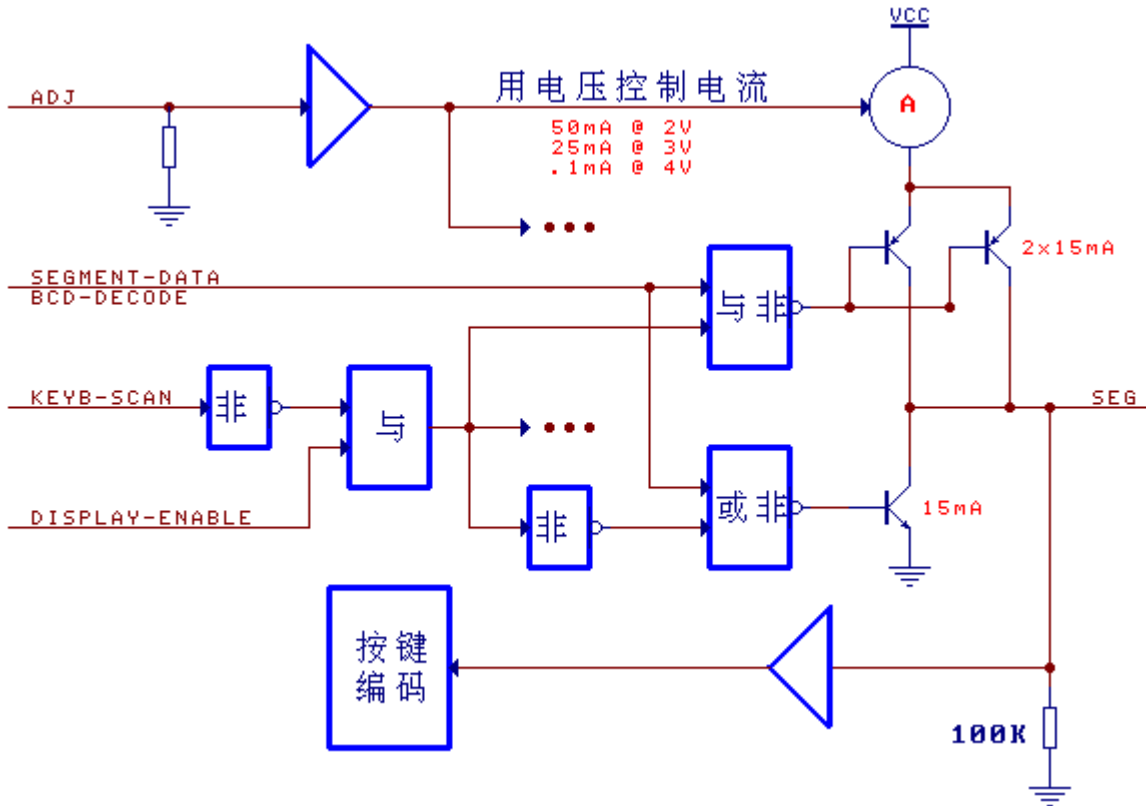 VCC
ADJ
用电压控制电流
A
50mA @ 2V
25mA @ 3V
.1mA @ 4V
2x15mA
SEGMENT-DATA
BCD-DECODE
与非
KEYB-SCAN
非
与
SEG
DISPLAY-ENABLE
非
或非
15mA
按键
编码
100K